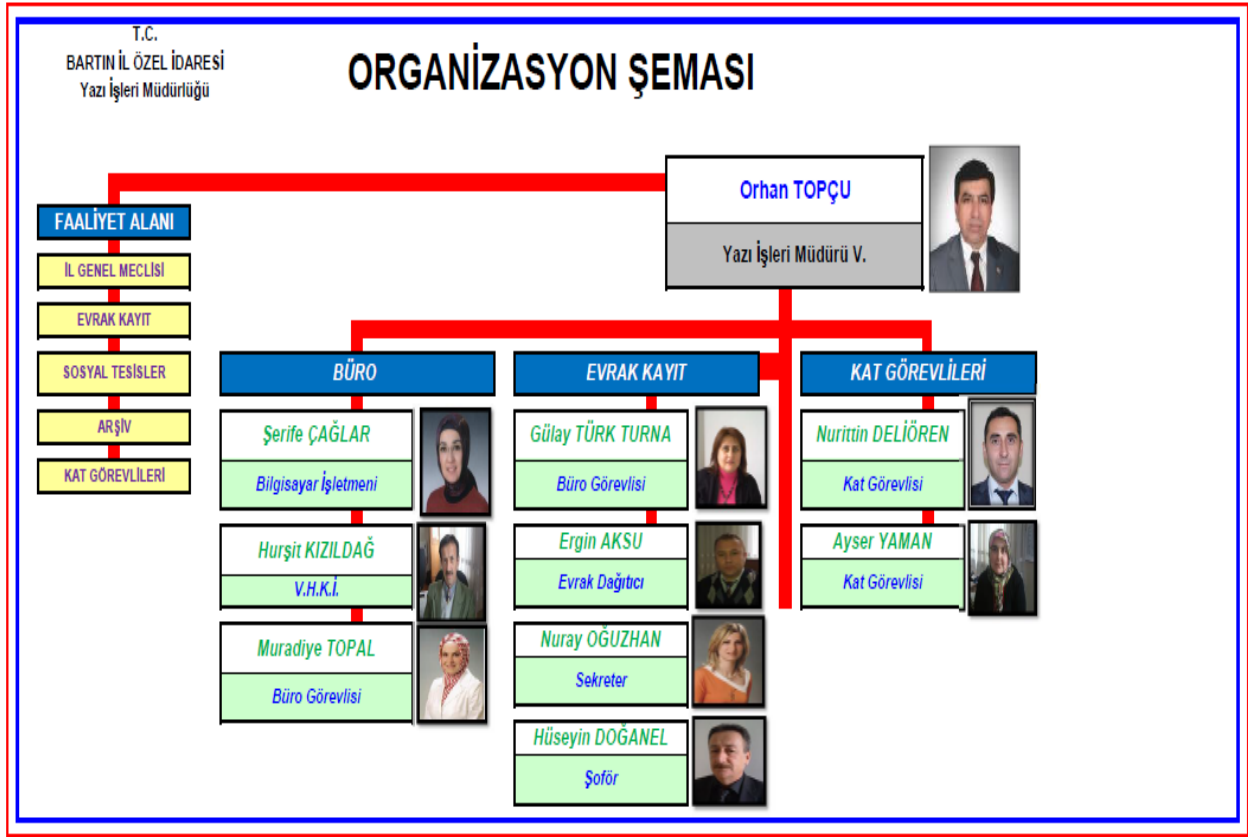 T.C.
BARTIN İL ÖZEL İDARESİ
Yazı İşleri Müdürlüğü
ORGANİZASYON ŞEMASI
Orhan TOPÇU
Yazı İşleri Müdürü V.
FAALİYET ALANI
İL GENEL MECLİSİ
EVRAK KAYIT
SOSYAL TESİSLER
ARŞİV
KAT GÖREVLİLERİ
BÜRO
Şerife ÇAĞLAR
Bilgisayar İşletmeni
Hurşit KIZILDAĞ
V.H.K.İ.
Muradiye TOPAL
Büro Görevlisi
EVRAK KAYIT
Gülay TÜRK TURNA
Büro Görevlisi
Ergin AKSU
Evrak Dağıtıcı
Nuray OĞUZHAN
Sekreter
Hüseyin DOĞANEL
Şoför
KAT GÖREVLİLERİ
Nurittin DELİÖREN
Kat Görevlisi
Ayser YAMAN
Kat Görevlisi